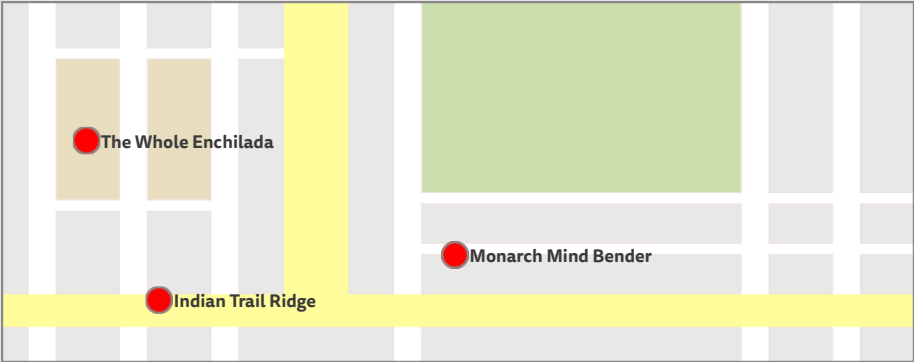 The Whole Enchilada
Monarch Mind Bender
Indian Trail Ridge